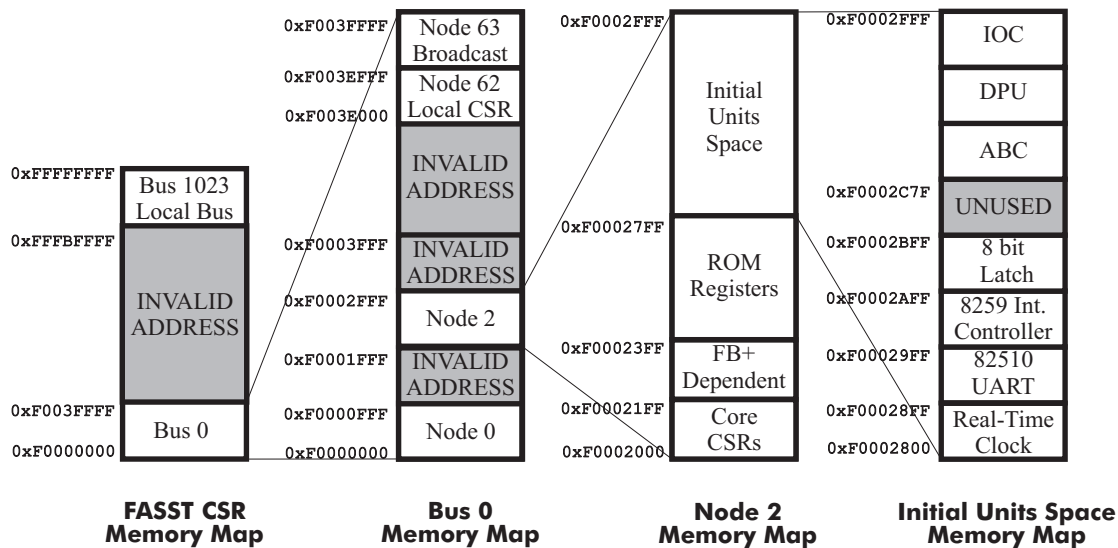 0xFFFFFFFF
Bus 1023
Local Bus
0xFFFBFFFF
INVALID
ADDRESS
0xF003FFFF
Bus 0
0xF0000000
FASST CSR
Memory Map
0xF003FFFF
Node 63
Broadcast
0xF003EFFF
Node 62
Local CSR
0xF003E000
INVALID
ADDRESS
0xF0003FFF
INVALID
ADDRESS
0xF0002FFF
Node 2
0xF0001FFF
INVALID
ADDRESS
0xF0000FFF
Node 0
0xF0000000
Bus 0
Memory Map
0xF0002FFF
Initial
Units
Space
0xF00027FF
ROM
Registers
0xF00023FF
FB+
Dependent
0xF00021FF
Core
CSRs
0xF0002000
Node 2
Memory Map
0xF0002FFF
IOC
DPU
ABC
0xF0002C7F
UNUSED
0xF0002BFF
8 bit
Latch
0xF0002AFF
8259 Int.
Controller
0xF00029FF
82510
UART
0xF00028FF
Real-Time
Clock
0xF0002800
Initial Units Space
Memory Map